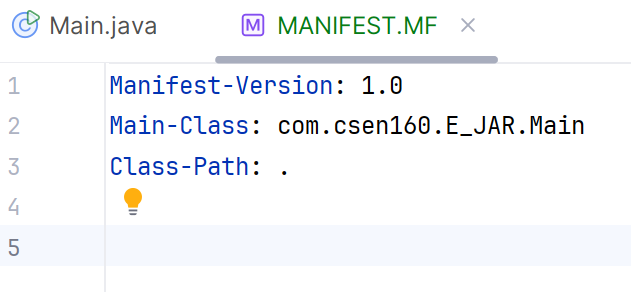 Main.java MANIFEST.MF
1 Manifest-Version: 1.0
2 Main-Class: com.csen160.E_JAR.Main
3 Class-Path: .
4
5